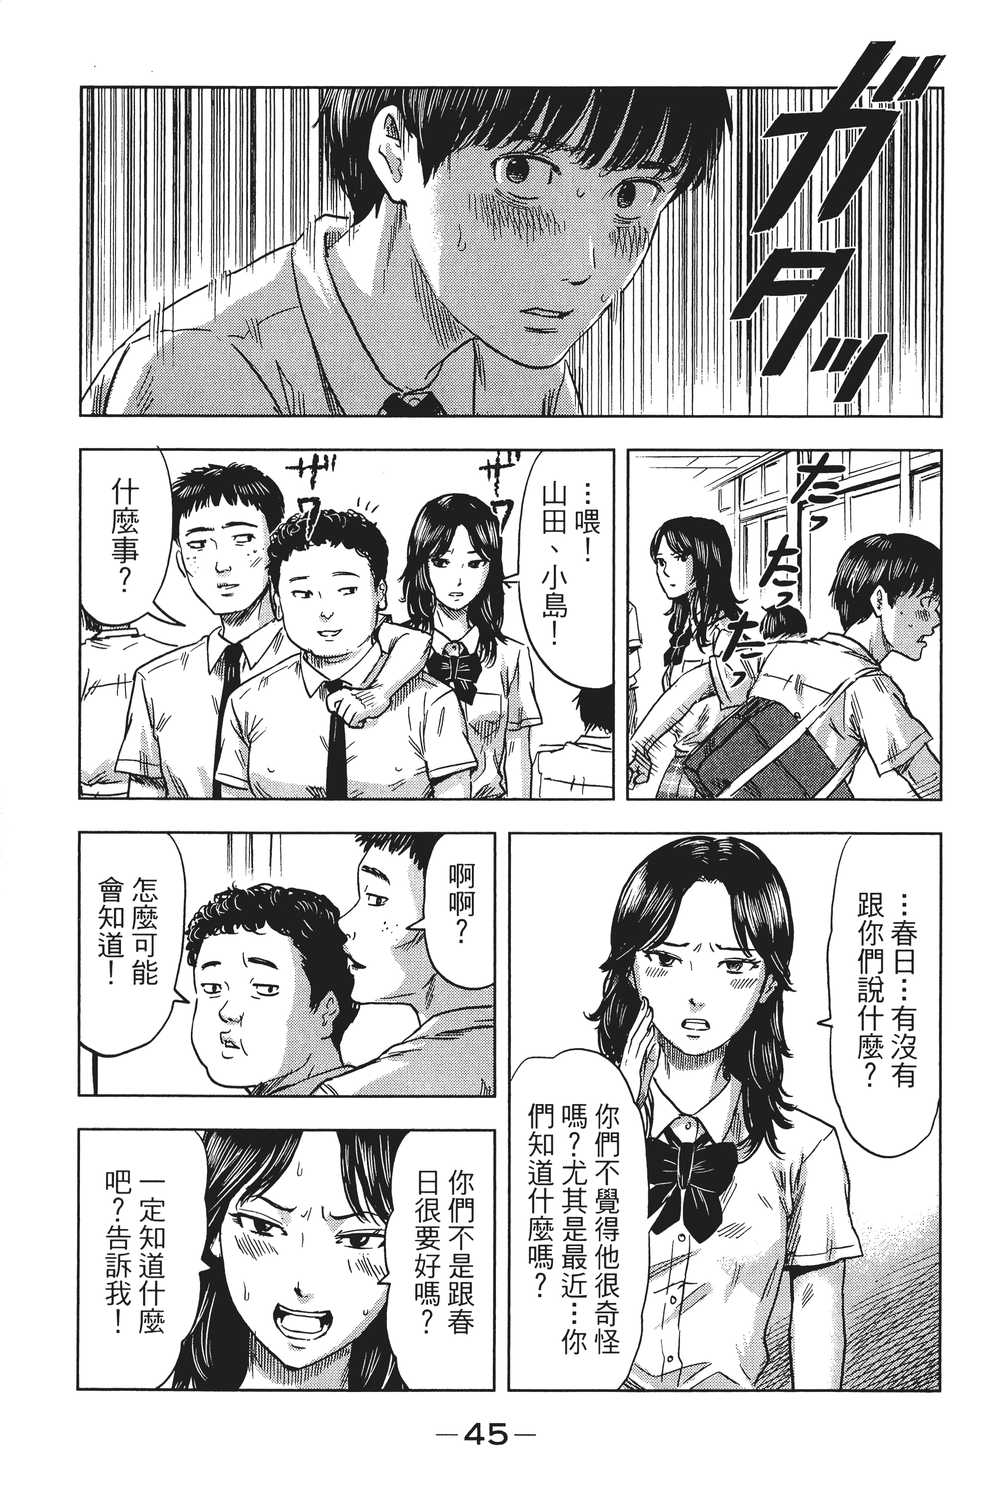 ガタッ
たっ
たっ
たっ
…喂！
山田、小島！
ザワ
ザワ
什麼事？
…春日…有沒有
跟你們說什麼？
你們不覺得他很奇怪
嗎？尤其是最近…你
們知道什麼嗎？
啊啊？
怎麼可能
會知道！
你們不是跟春
日很要好嗎？
一定知道什麼
吧？告訴我！
—45—